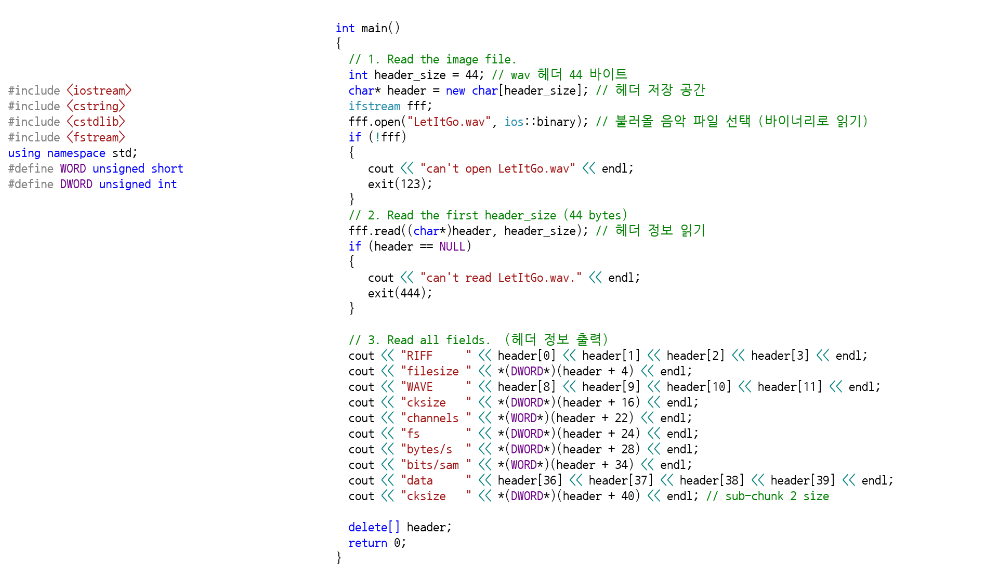 #include <iostream>
#include <cstring>
#include <cstdlib>
#include <fstream>
using namespace std;
#define WORD unsigned short
#define DWORD unsigned int
int main()
{
  // 1. Read the image file.
  int header_size = 44; // wav 헤더 44 바이트
  char* header = new char[header_size]; // 헤더 저장 공간
  ifstream fff;
  fff.open("LetItGo.wav", ios::binary); // 불러올 음악 파일 선택 (바이너리로 읽기)
  if (!fff)
  {
     cout << "can't open LetItGo.wav" << endl;
     exit(123);
  }
  // 2. Read the first header_size (44 bytes)
  fff.read((char*)header, header_size); // 헤더 정보 읽기
  if (header == NULL)
  {
     cout << "can't read LetItGo.wav." << endl;
     exit(444);
  }
  // 3. Read all fields.  (헤더 정보 출력)
  cout << "RIFF     " << header[0] << header[1] << header[2] << header[3] << endl;
  cout << "filesize " << *(DWORD*)(header + 4) << endl;
  cout << "WAVE     " << header[8] << header[9] << header[10] << header[11] << endl;
  cout << "cksize   " << *(DWORD*)(header + 16) << endl;
  cout << "channels " << *(WORD*)(header + 22) << endl;
  cout << "fs       " << *(DWORD*)(header + 24) << endl;
  cout << "bytes/s  " << *(DWORD*)(header + 28) << endl;
  cout << "bits/sam " << *(WORD*)(header + 34) << endl;
  cout << "data     " << header[36] << header[37] << header[38] << header[39] << endl;
  cout << "cksize   " << *(DWORD*)(header + 40) << endl; // sub-chunk 2 size
  delete[] header;
  return 0;
}